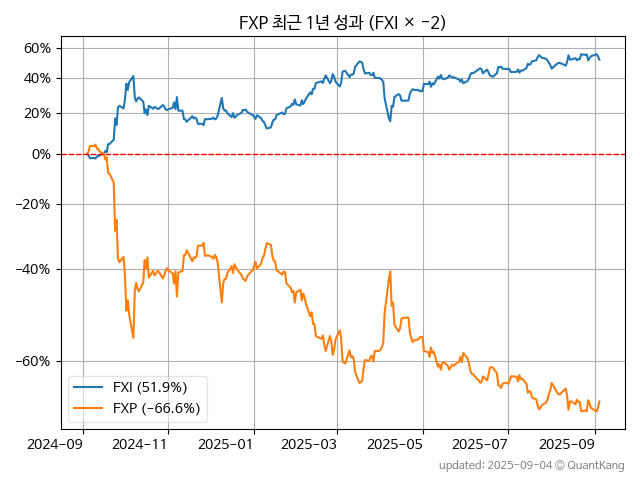 FXP 최근 1년 성과 (FXI × −2)
60%
40%
20%
0%
−20%
−40%
−60%
FXI (51.9%)
FXP (−66.6%)
2024-09 2024-11 2025-01 2025-03 2025-05 2025-07 2025-09
updated: 2025-09-04 © QuantKang